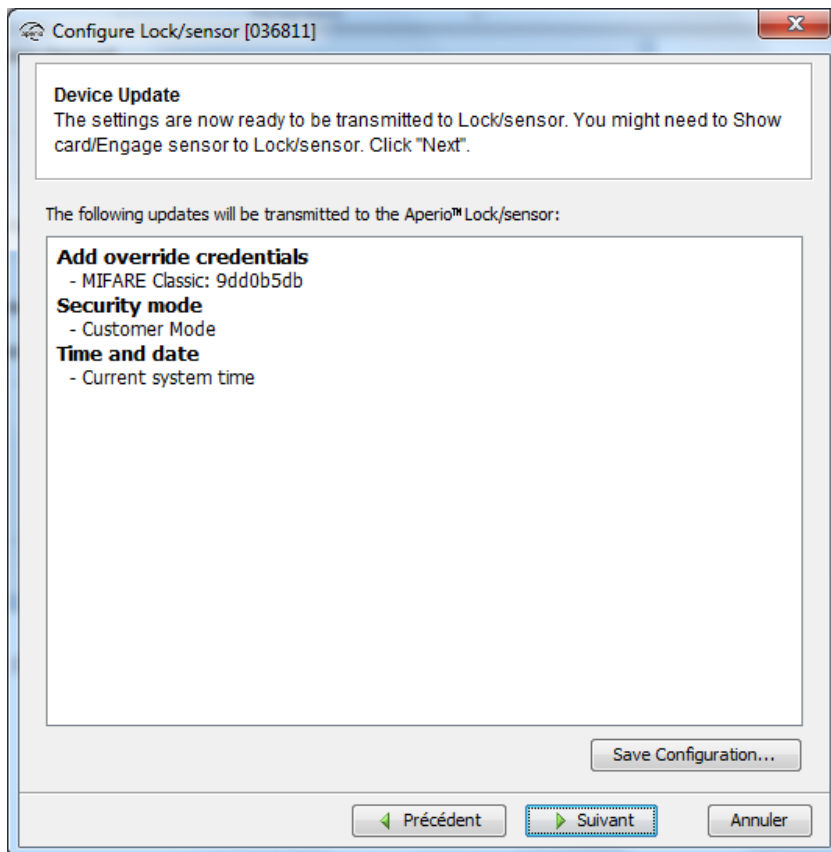 Configure Lock/sensor [036811]
Device Update
The settings are now ready to be transmitted to Lock/sensor. You might need to Show
card/Engage sensor to Lock/sensor. Click "Next".
The following updates will be transmitted to the Aperio™ Lock/sensor:
Add override credentials
- MIFARE Classic: 9dd0b5db
Security mode
- Customer Mode
Time and date
- Current system time
Save Configuration...
Précédent
Suivant
Annuler